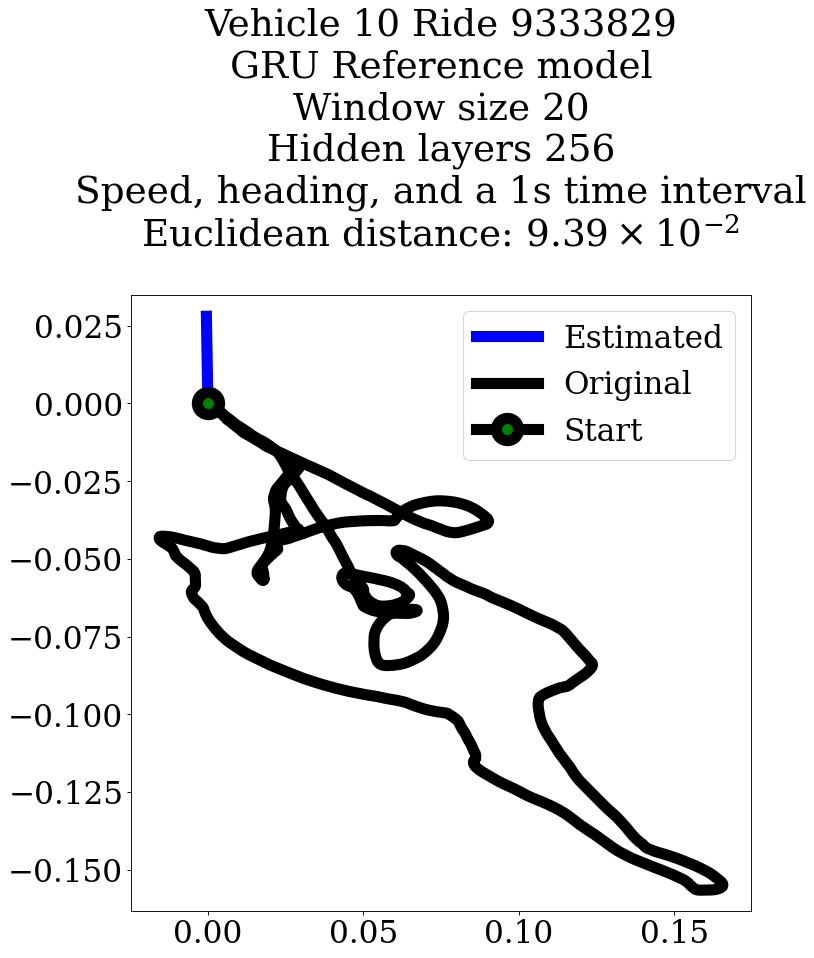 Vehicle 10 Ride 9333829
GRU Reference model
Window size 20
Hidden layers 256
Speed, heading, and a 1s time interval
Euclidean distance: 9.39 × 10⁻²
Estimated
Original
Start
0.025
0.000
−0.025
−0.050
−0.075
−0.100
−0.125
−0.150
0.00 0.05 0.10 0.15